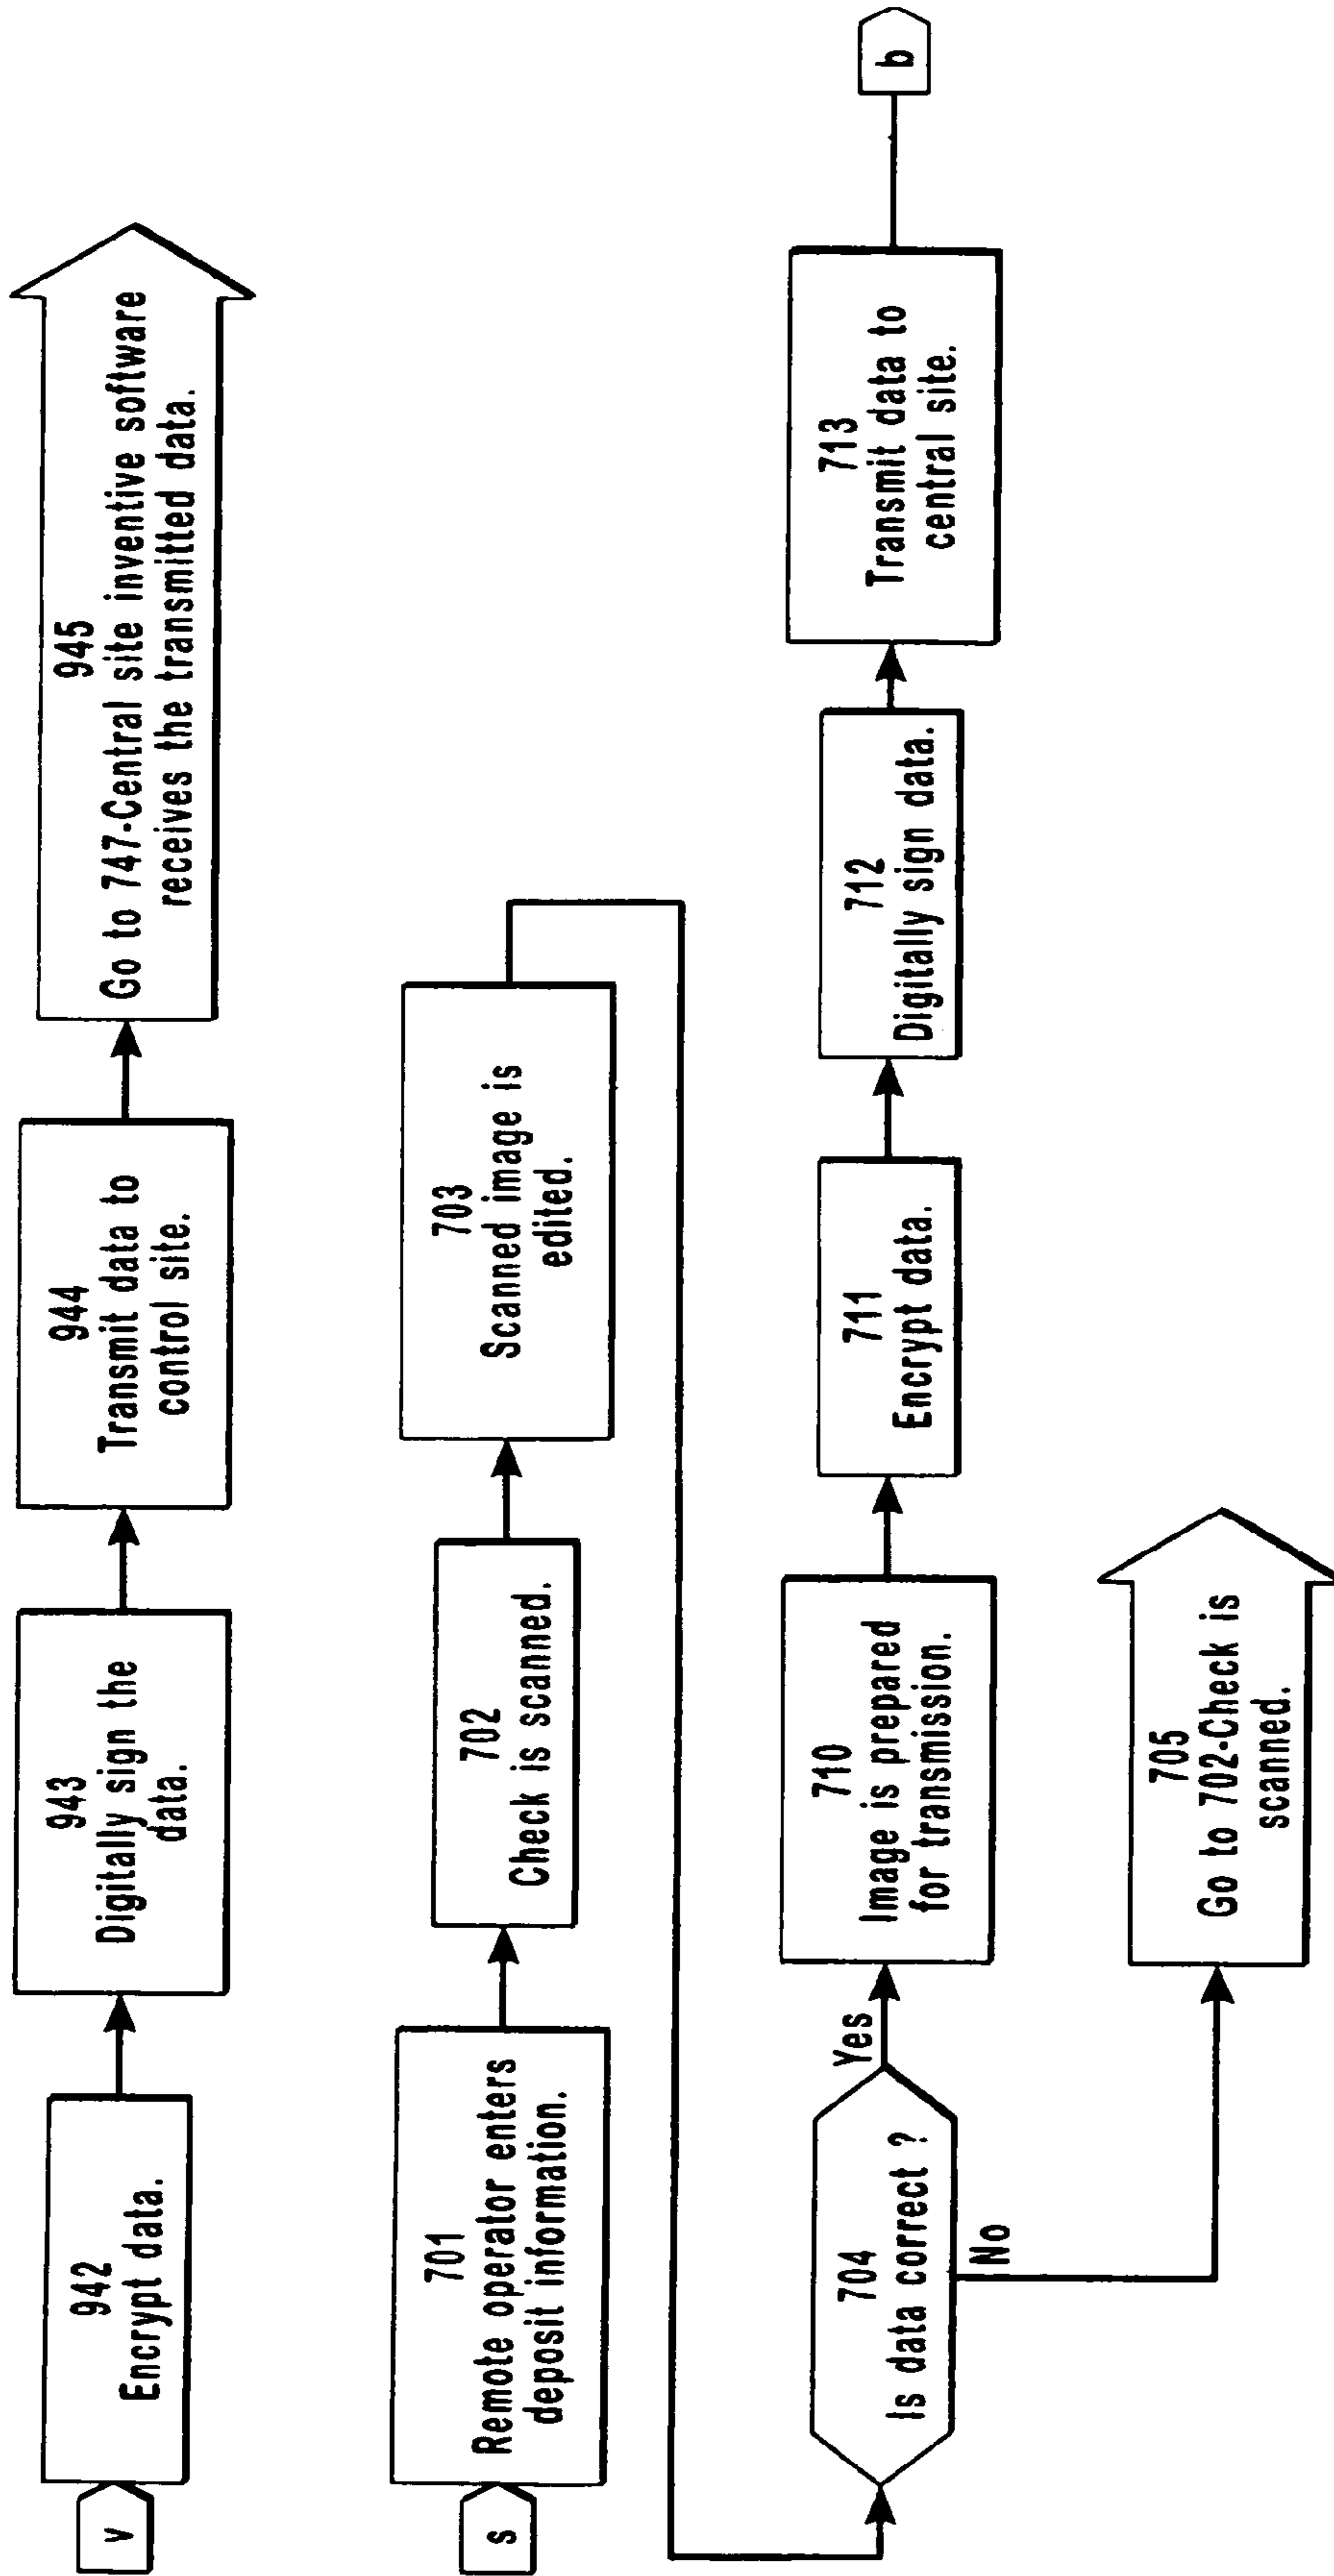 v
942
Encrypt data.
943
Digitally sign the
data.
944
Transmit data to
control site.
945
Go to 747-Central site inventive software
receives the transmitted data.
s
701
Remote operator enters
deposit information.
702
Check is scanned.
703
Scanned image is
edited.
704
Is data correct ?
Yes
No
710
Image is prepared
for transmission.
711
Encrypt data.
712
Digitally sign data.
713
Transmit data to
central site.
b
705
Go to 702-Check is
scanned.